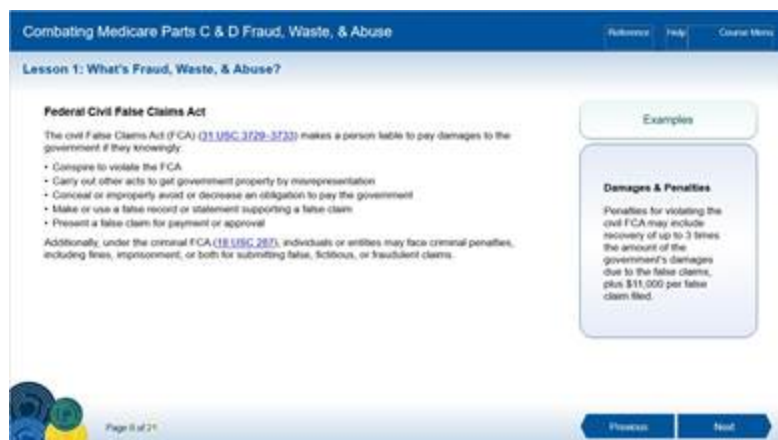 Combating Medicare Parts C & D Fraud, Waste, & Abuse
Reference Help Course Menu
Lesson 1: What's Fraud, Waste, & Abuse?
Federal Civil False Claims Act
The civil False Claims Act (FCA) (31 USC 3729–3733) makes a person liable to pay damages to the
government if they knowingly:
• Conspire to violate the FCA
• Carry out other acts to get government property by misrepresentation
• Conceal or improperly avoid or decrease an obligation to pay the government
• Make or use a false record or statement supporting a false claim
• Present a false claim for payment or approval
Additionally, under the criminal FCA (18 USC 287), individuals or entities may face criminal penalties,
including fines, imprisonment, or both for submitting false, fictitious, or fraudulent claims.
Examples
Damages & Penalties
Penalties for violating the
civil FCA may include
recovery of up to 3 times
the amount of the
government's damages
due to the false claims,
plus $11,000 per false
claim filed.
Page of 21
Previous Next